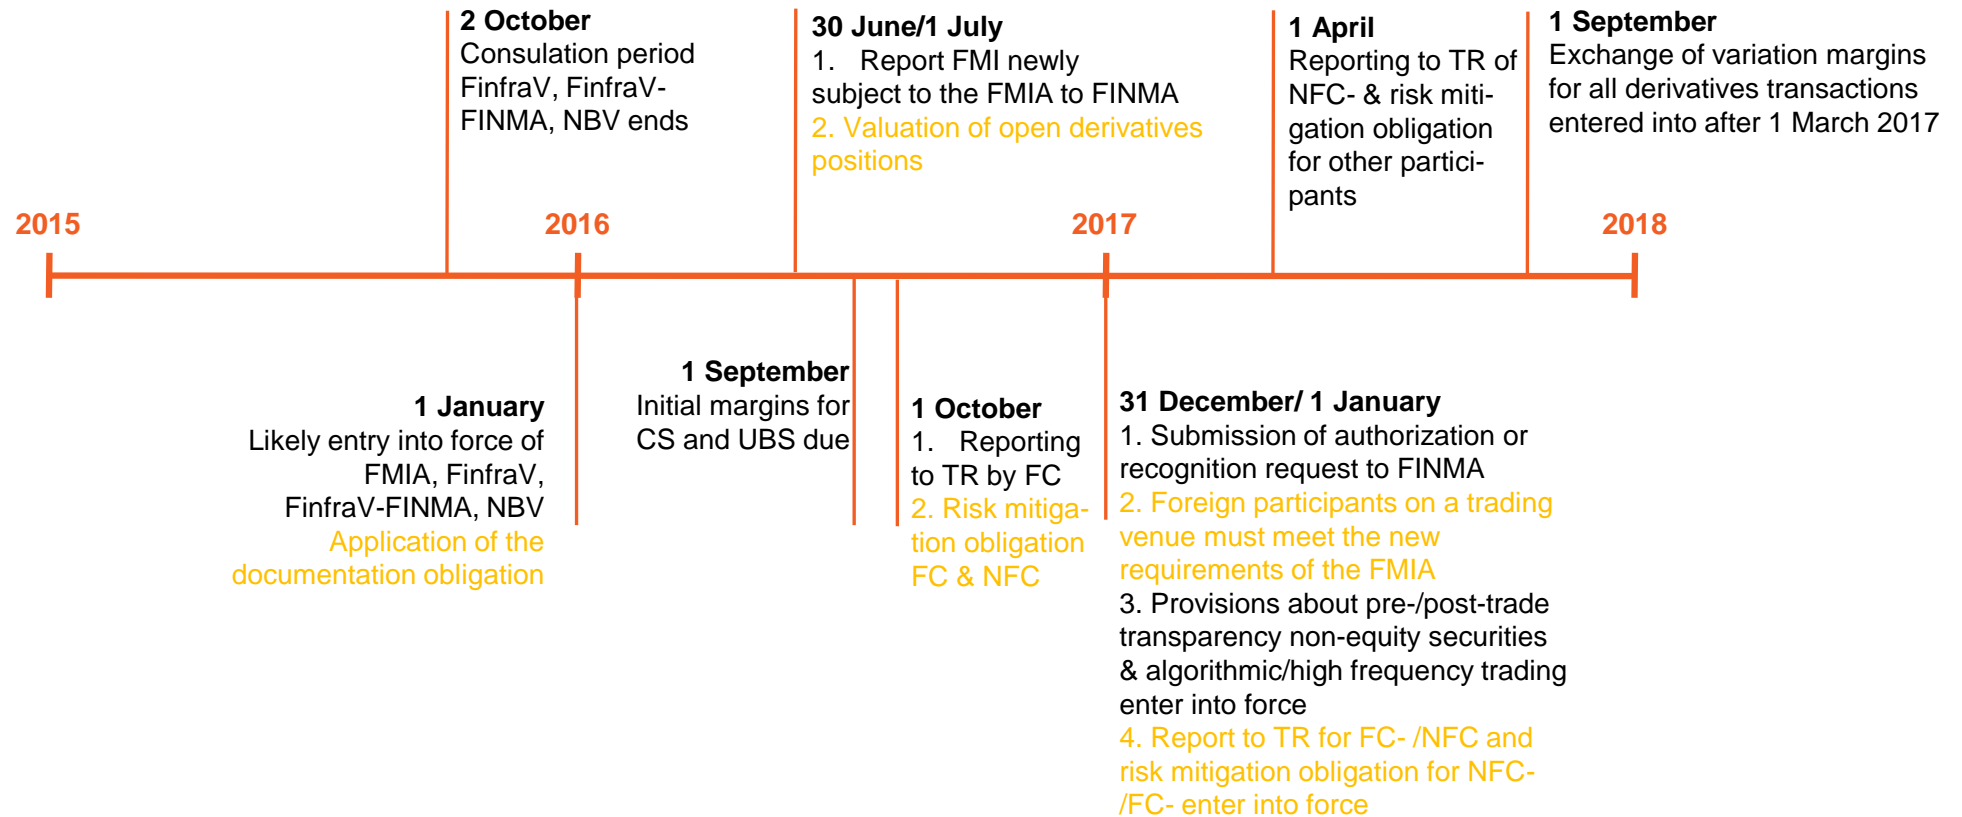 2 October
Consulation period
FinfraV, FinfraV-
FINMA, NBV ends
30 June/1 July
1. Report FMI newly
subject to the FMIA to FINMA
2. Valuation of open derivatives
positions
1 April
Reporting to TR of
NFC- & risk miti-
gation obligation
for other partici-
pants
1 September
Exchange of variation margins
for all derivatives transactions
entered into after 1 March 2017
2015
2016
2017
2018
1 January
Likely entry into force of
FMIA, FinfraV,
FinfraV-FINMA, NBV
Application of the
documentation obligation
1 September
Initial margins for
CS and UBS due
1 October
1. Reporting
to TR by FC
2. Risk mitiga-
tion obligation
FC & NFC
31 December/ 1 January
1. Submission of authorization or
recognition request to FINMA
2. Foreign participants on a trading
venue must meet the new
requirements of the FMIA
3. Provisions about pre-/post-trade
transparency non-equity securities
& algorithmic/high frequency trading
enter into force
4. Report to TR for FC- /NFC and
risk mitigation obligation for NFC-
/FC- enter into force